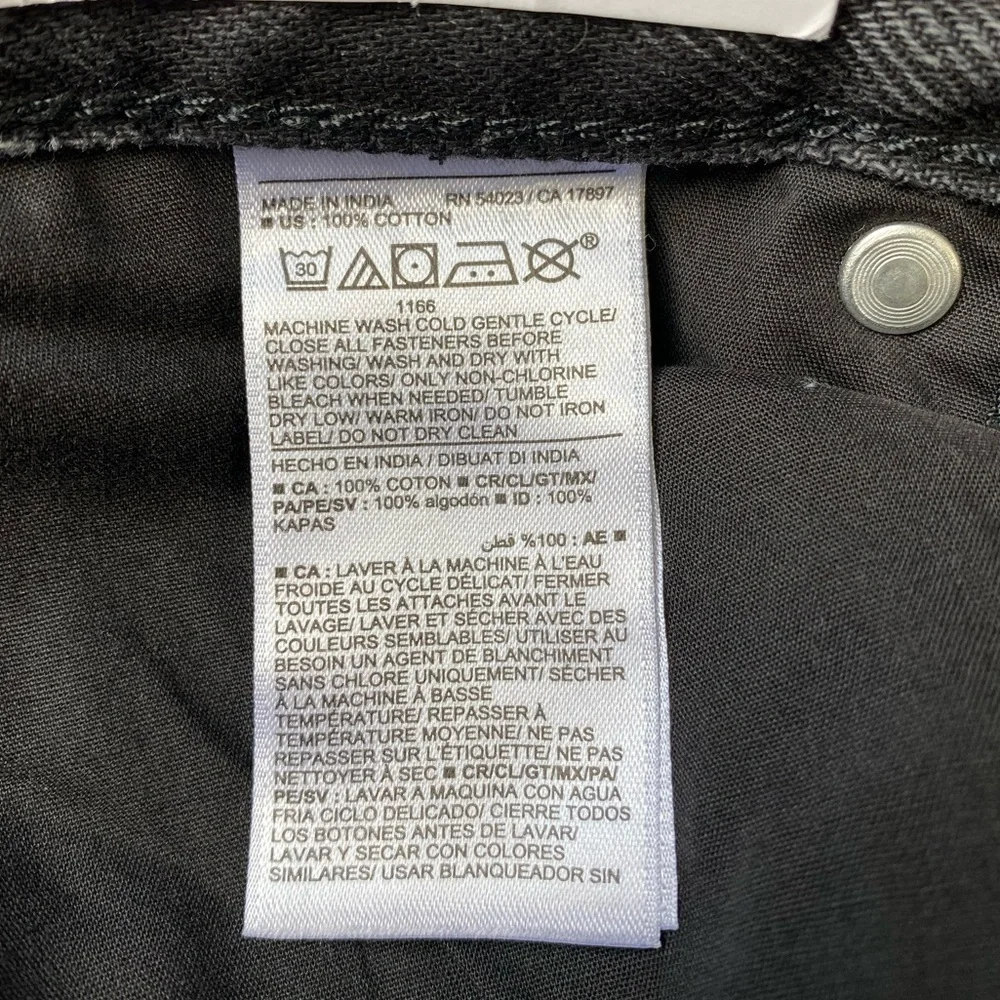 MADE IN INDIA RN 54023 / CA 17897
■ US : 100% COTTON
30 ®
1166
MACHINE WASH COLD GENTLE CYCLE/
CLOSE ALL FASTENERS BEFORE
WASHING/ WASH AND DRY WITH
LIKE COLORS/ ONLY NON-CHLORINE
BLEACH WHEN NEEDED/ TUMBLE
DRY LOW/ WARM IRON/ DO NOT IRON
LABEL/ DO NOT DRY CLEAN
HECHO EN INDIA / DIBUAT DI INDIA
■ CA : 100% COTON ■ CR/CL/GT/MX/
PA/PE/SV : 100% algodón ■ ID : 100%
KAPAS
■ AE : 100% قطن
■ CA : LAVER À LA MACHINE À L'EAU
FROIDE AU CYCLE DÉLICAT/ FERMER
TOUTES LES ATTACHES AVANT LE
LAVAGE/ LAVER ET SÉCHER AVEC DES
COULEURS SEMBLABLES/ UTILISER AU
BESOIN UN AGENT DE BLANCHIMENT
SANS CHLORE UNIQUEMENT/ SÉCHER
À LA MACHINE À BASSE
TEMPÉRATURE/ REPASSER À
TEMPÉRATURE MOYENNE/ NE PAS
REPASSER SUR L'ÉTIQUETTE/ NE PAS
NETTOYER À SEC ■ CR/CL/GT/MX/PA/
PE/SV : LAVAR A MAQUINA CON AGUA
FRIA CICLO DELICADO/ CIERRE TODOS
LOS BOTONES ANTES DE LAVAR/
LAVAR Y SECAR CON COLORES
SIMILARES/ USAR BLANQUEADOR SIN